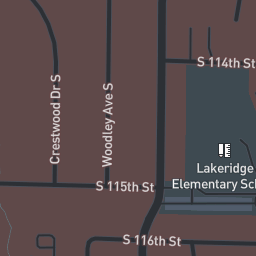 S 114th St
Crestwood Dr S
Woodley Ave S
Lakeridge
Elementary Sch
S 115th St
S 116th St